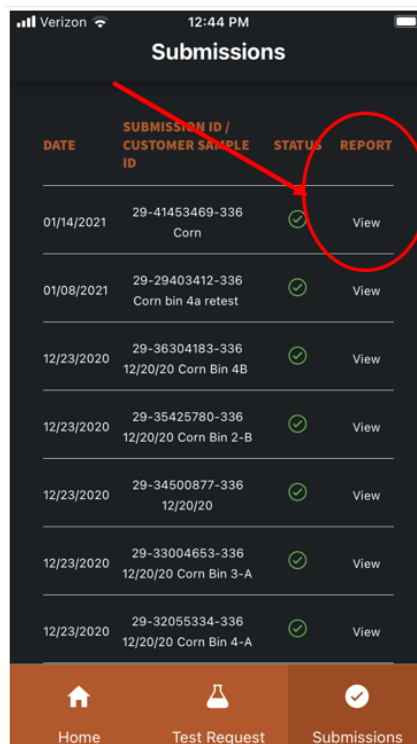 Verizon 12:44 PM
Submissions
DATE SUBMISSION ID / CUSTOMER SAMPLE ID STATUS REPORT
01/14/2021 29-41453469-336 View
Corn
01/08/2021 29-29403412-336 View
Corn bin 4a retest
12/23/2020 29-36304183-336 View
12/20/20 Corn Bin 4B
12/23/2020 29-35425780-336 View
12/20/20 Corn Bin 2-B
12/23/2020 29-34500877-336 View
12/20/20
12/23/2020 29-33004653-336 View
12/20/20 Corn Bin 3-A
12/23/2020 29-32055334-336 View
12/20/20 Corn Bin 4-A
Home Test Request Submissions